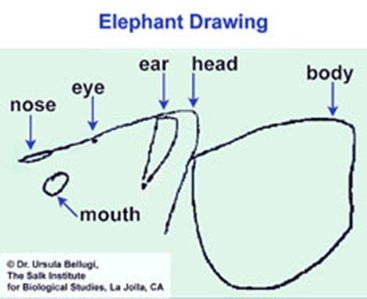 Elephant Drawing
ear head
body
eye
nose
mouth
© Dr. Ursula Bellugi,
The Salk Institute
for Biological Studies, La Jolla, CA